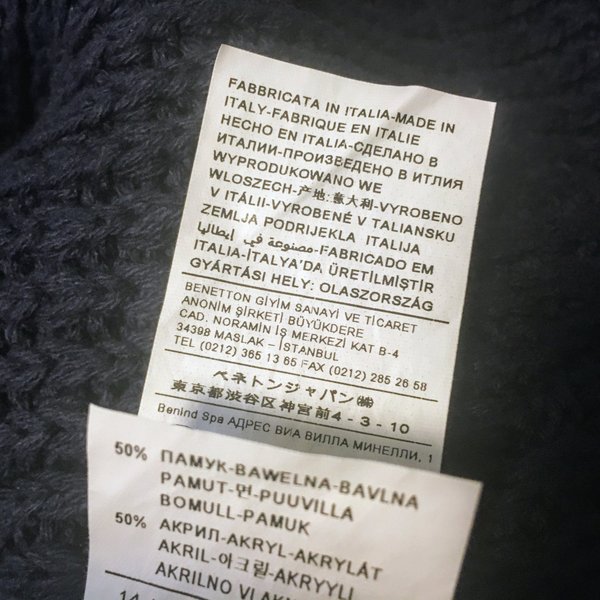 FABBRICATA IN ITALIA-MADE IN
ITALY-FABRIQUE EN ITALIE
HECHO EN ITALIA-СДЕЛАНО В
ИТАЛИИ-ПРОИЗВЕДЕНО В ИТЛИЯ
WYPRODUKOWANO WE
WLOSZECH-产地:意大利-VYROBENO
V ITÁLII-VYROBENÉ V TALIANSKU
ZEMLJA PODRIJEKLA ITALIJA
مصنوعة في إيطاليا-FABRICADO EM
ITALIA-İTALYA'DA ÜRETİLMİŞTİR
GYÁRTÁSI HELY: OLASZORSZÁG
BENETTON GİYİM SANAYİ VE TİCARET
ANONİM ŞİRKETİ BÜYÜKDERE
CAD. NORAMİN İŞ MERKEZİ KAT B-4
34398 MASLAK – İSTANBUL
TEL (0212) 365 13 65 FAX (0212) 285 26 58
ベネトンジャパン㈱
東京都渋谷区神宮前4-3-10
Benind Spa АДРЕС ВИА ВИЛЛА МИНЕЛЛИ, 1
50% ПАМУК-BAWELNA-BAVLNA
PAMUT-면-PUUVILLA
BOMULL-PAMUK
50% АКРИЛ-AKRYL-AKRYLÁT
AKRIL-아크릴-AKRYYLI
AKRILNO